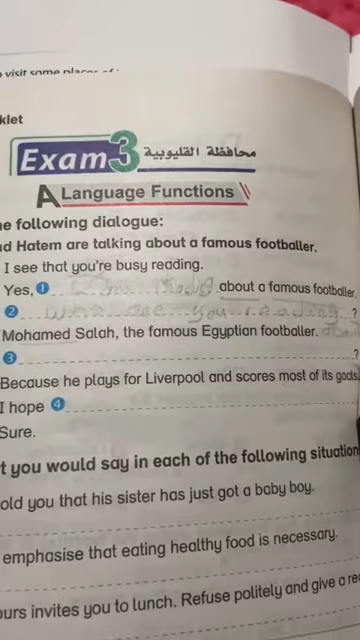 visit some places of
klet
Exam 3 محافظة القليوبية
A Language Functions
e following dialogue:
d Hatem are talking about a famous footballer.
I see that you're busy reading.
Yes, 1 reading about a famous footballer
2 you reading ?
Mohamed Salah, the famous Egyptian footballer.
3 ?
Because he plays for Liverpool and scores most of its goals.
I hope 4
Sure.
t you would say in each of the following situation
old you that his sister has just got a baby boy.
emphasise that eating healthy food is necessary.
ours invites you to lunch. Refuse politely and give a re